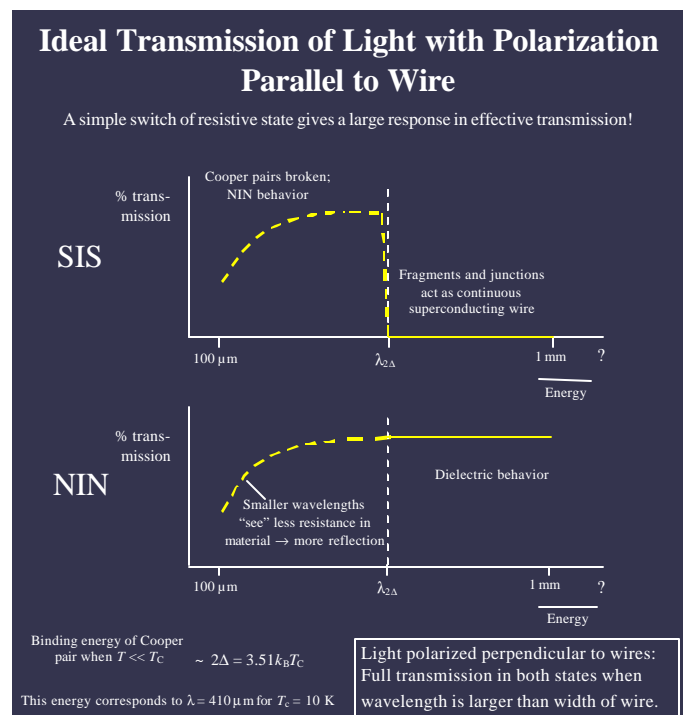 Ideal Transmission of Light with Polarization
Parallel to Wire
A simple switch of resistive state gives a large response in effective transmission!
SIS
% trans-
mission
Cooper pairs broken;
NIN behavior
Fragments and junctions
act as continuous
superconducting wire
100 μm
λ2Δ
1 mm
?
Energy
NIN
% trans-
mission
Dielectric behavior
Smaller wavelengths
“see” less resistance in
material → more reflection
100 μm
λ2Δ
1 mm
?
Energy
Binding energy of Cooper
pair when T << TC
~ 2Δ = 3.51kBTC
This energy corresponds to λ = 410 μm for Tc = 10 K
Light polarized perpendicular to wires:
Full transmission in both states when
wavelength is larger than width of wire.